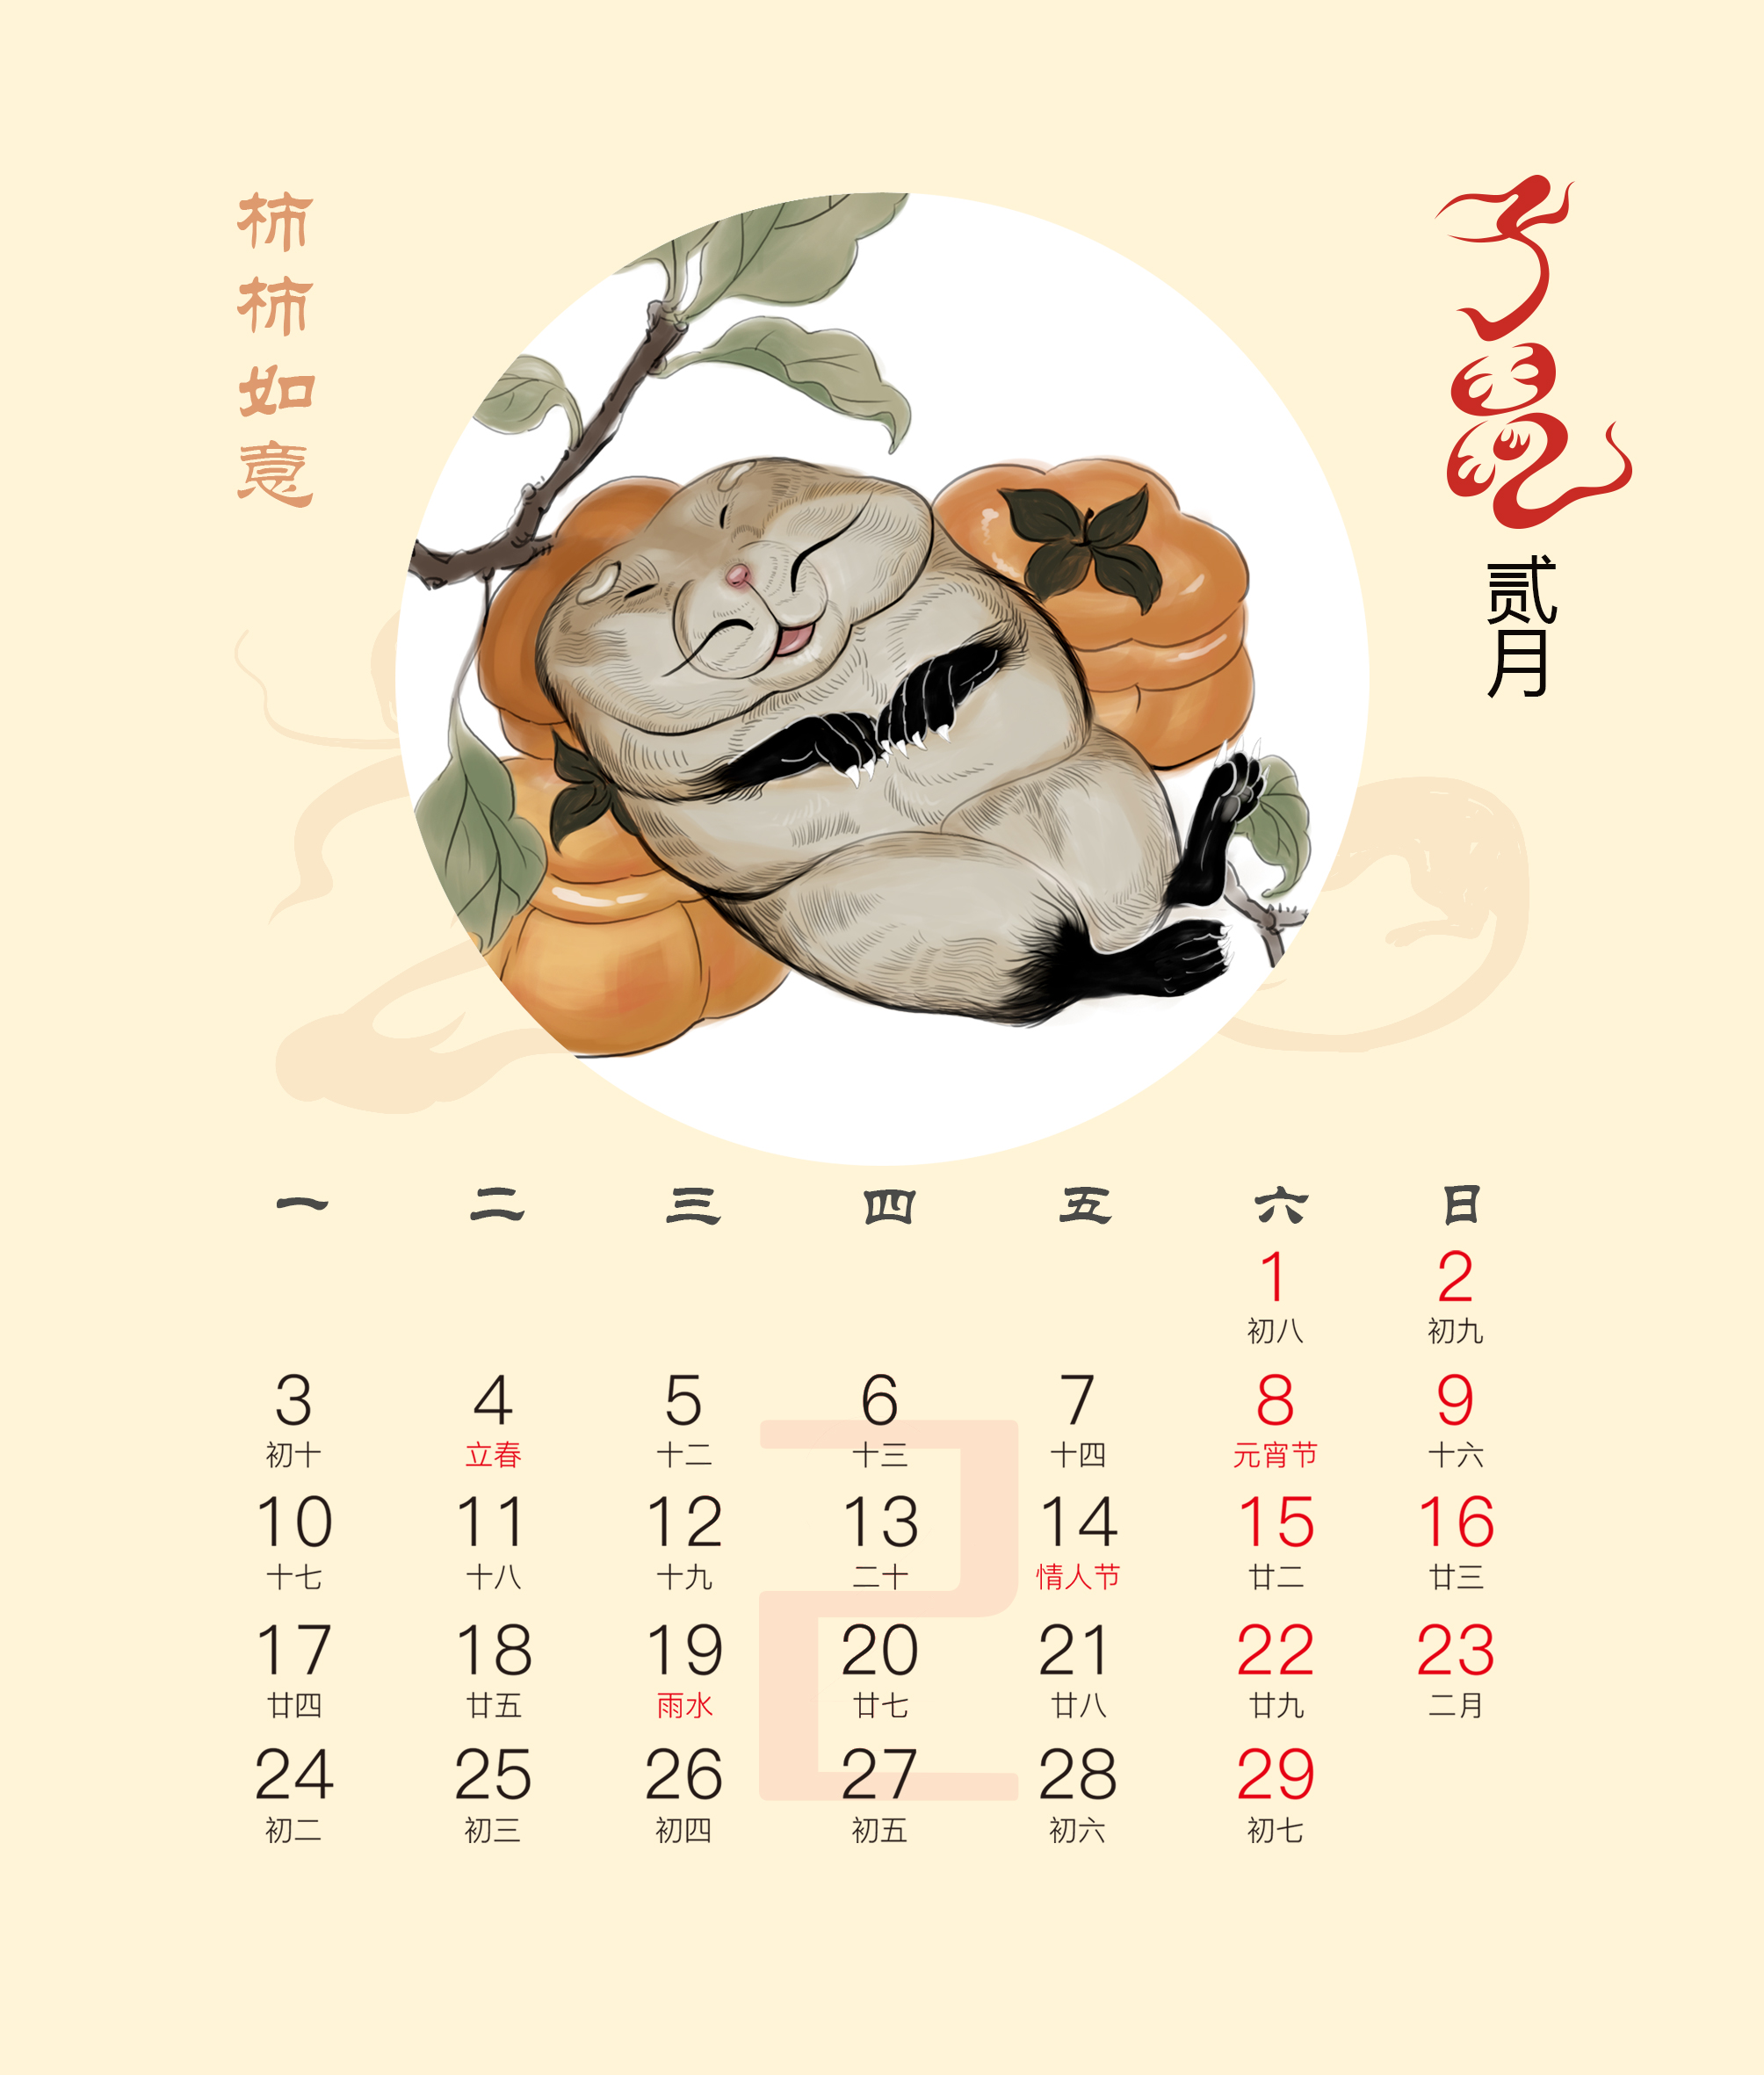 柿柿如意
子鼠
贰月
一 二 三 四 五 六 日
1 2
初八 初九
3 4 5 6 7 8 9
初十 立春 十二 十三 十四 元宵节 十六
10 11 12 13 14 15 16
十七 十八 十九 二十 情人节 廿二 廿三
17 18 19 20 21 22 23
廿四 廿五 雨水 廿七 廿八 廿九 二月
24 25 26 27 28 29
初二 初三 初四 初五 初六 初七
2